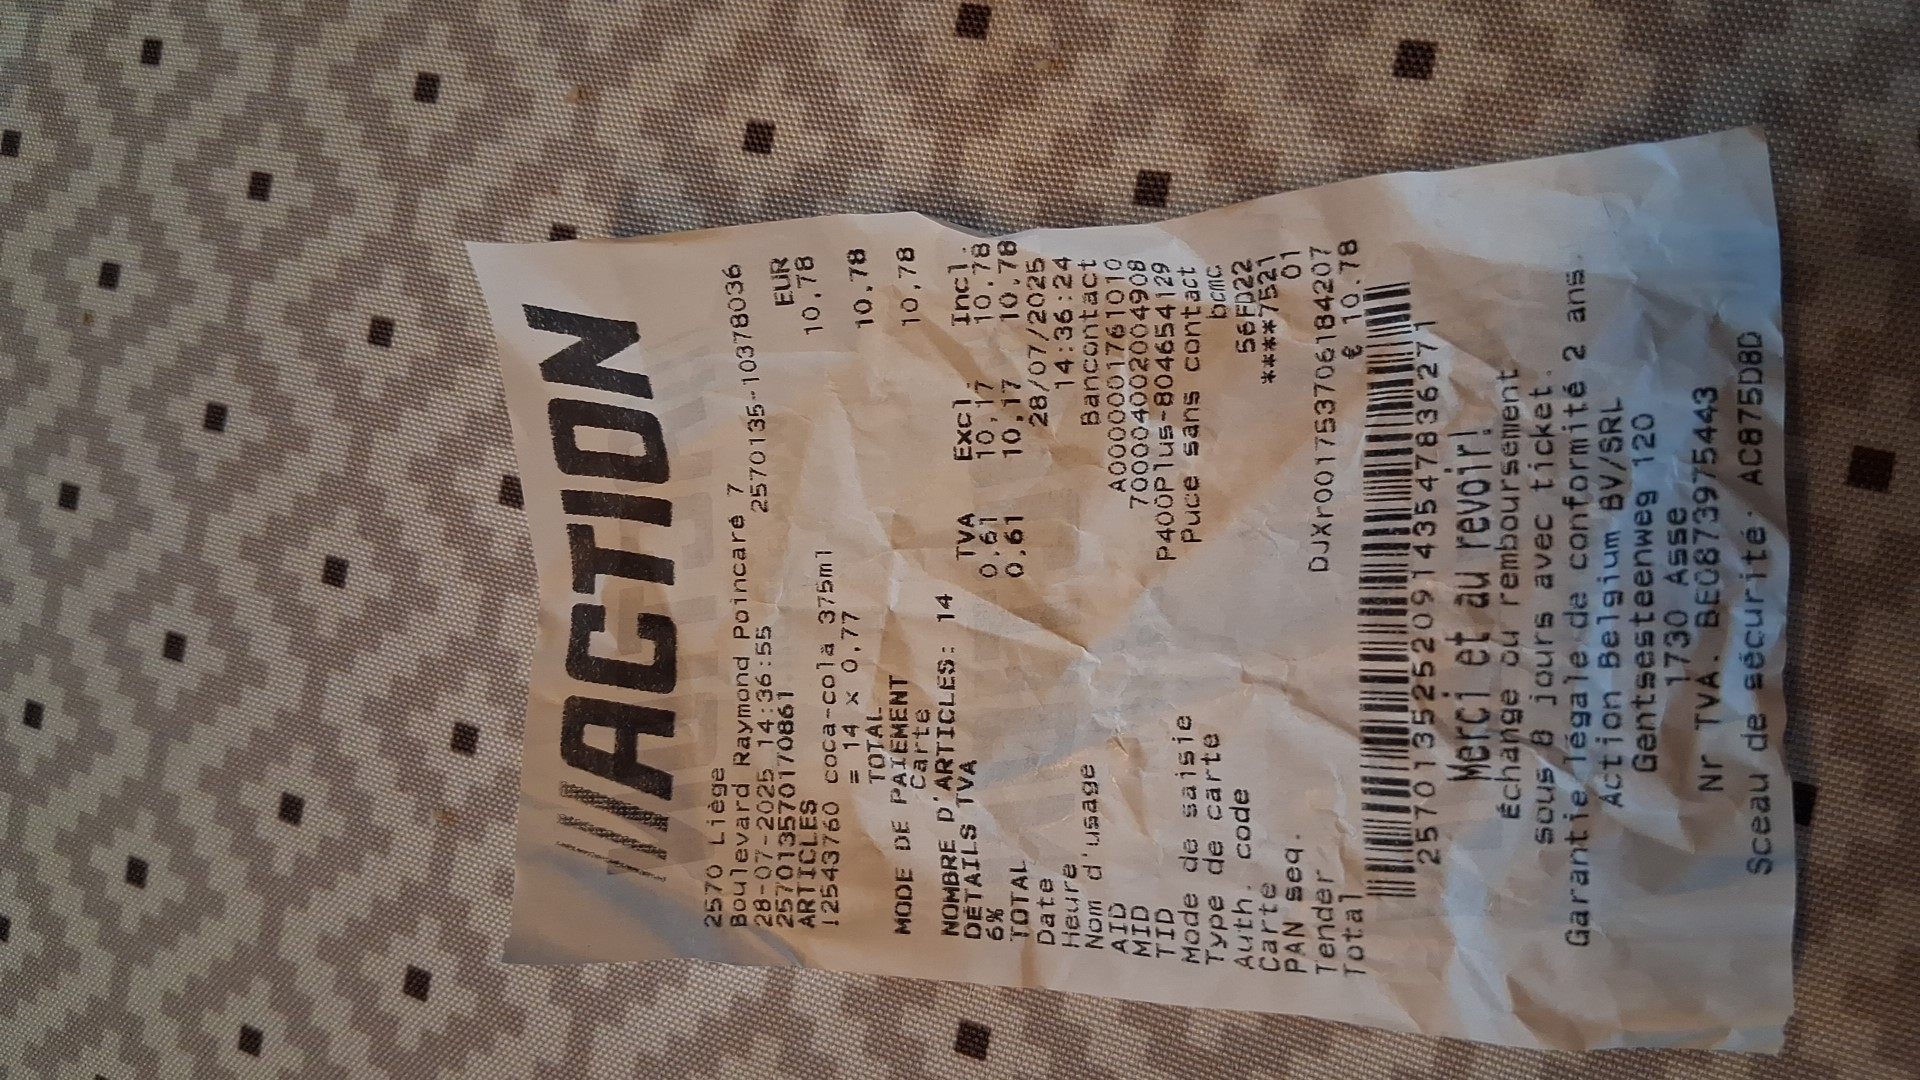 ACTION
2570 Liège
Boulevard Raymond Poincaré 7
28-07-2025 14:36:55 2570135-10378036
2570135701708​61
ARTICLES EUR
12543760 coca-cola 375ml 10,78
= 14 x 0,77
TOTAL 10,78
MODE DE PAIEMENT
Carte 10,78
NOMBRE D'ARTICLES: 14
DÉTAILS TVA TVA Excl. Incl.
6% 0,61 10,17 10,78
TOTAL 0,61 10,17 10,78
Date 28/07/2025
Heure 14:36:24
Nom d'usage Bancontact
AID A0000001761010
MID 70000400200​4908
TID P400Plus-804654129
Mode de saisie Puce sans contact
Type de carte bcmc
Auth. code 56FD22
Carte ****7521
PAN seq. 01
Tender DJXr001753706184207
Total € 10.78
2570135252091435478362​71
Merci et au revoir!
Échange ou remboursement
sous 8 jours avec ticket.
Garantie légale de conformité 2 ans.
Action Belgium BV/SRL
Gentsesteenweg 120
1730 Asse
Nr TVA. BE0873975443
Sceau de sécurité. AC875D8D